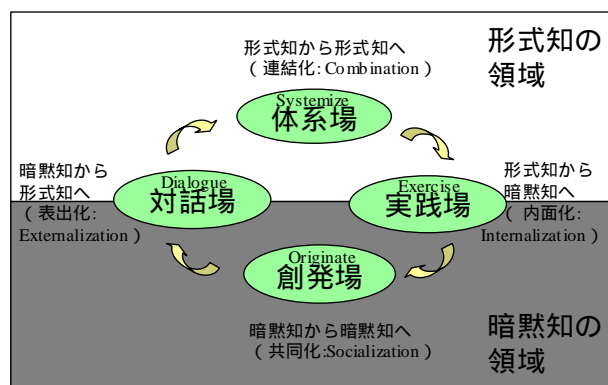 形式知から形式知へ
（連結化: Combination）
形式知の
領域
Systemize
体系場
暗黙知から
形式知へ
（表出化:
Externalization）
Dialogue
対話場
Exercise
実践場
形式知から
暗黙知へ
（内面化:
Internalization）
Originate
創発場
暗黙知から暗黙知へ
（共同化:Socialization）
暗黙知の
領域